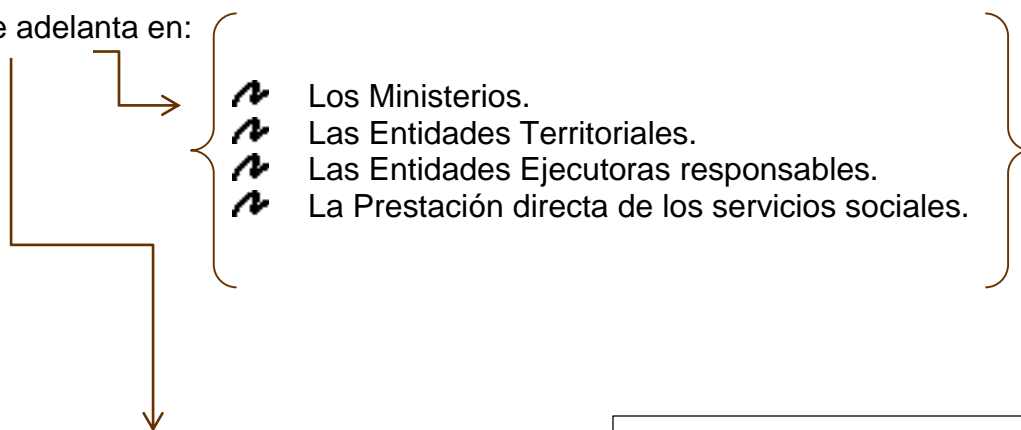 e adelanta en:
Los Ministerios.
Las Entidades Territoriales.
Las Entidades Ejecutoras responsables.
La Prestación directa de los servicios sociales.